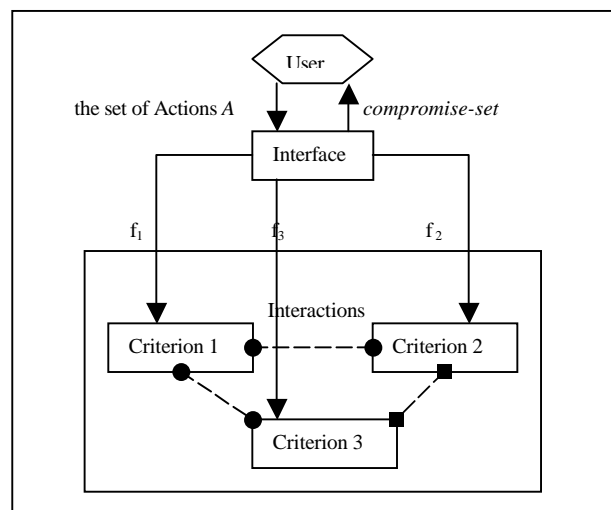 User
the set of Actions A
compromise-set
Interface
f1
f3
f2
Interactions
Criterion 1
Criterion 2
Criterion 3